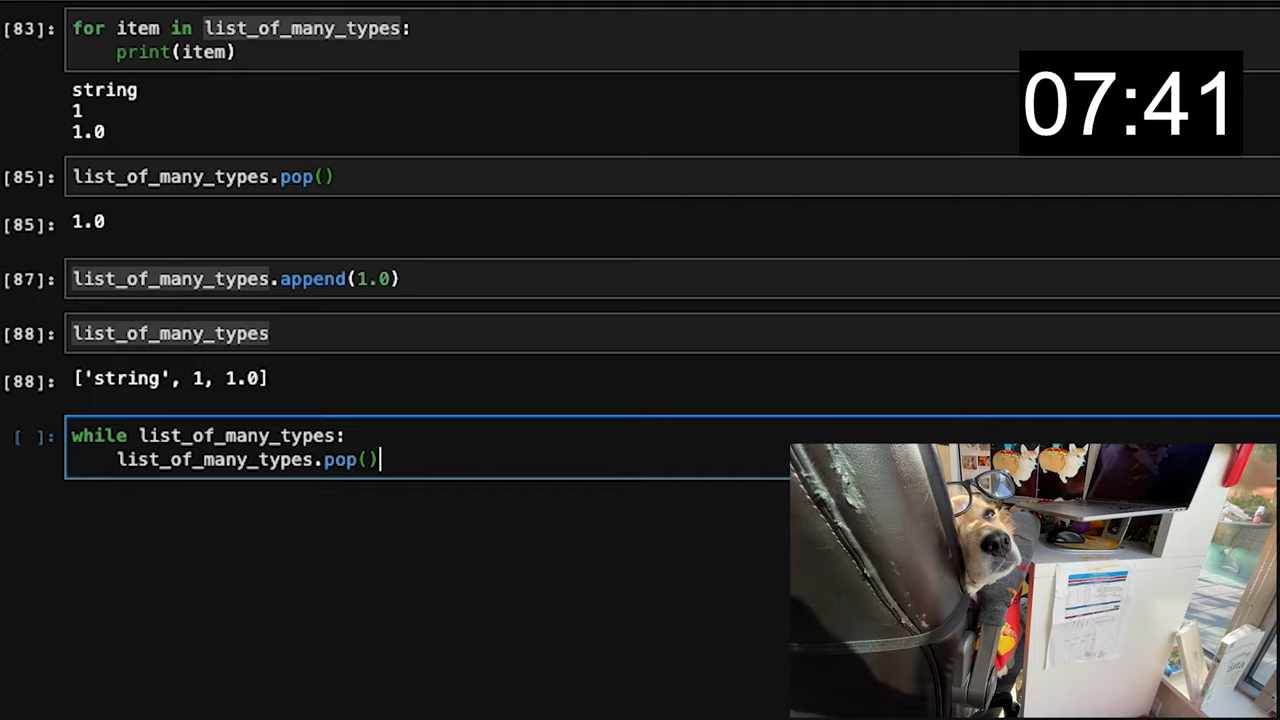 [83]: for item in list_of_many_types:
print(item)
string
1
1.0
07:41
[85]: list_of_many_types.pop()
[85]: 1.0
[87]: list_of_many_types.append(1.0)
[88]: list_of_many_types
[88]: ['string', 1, 1.0]
[ ]: while list_of_many_types:
list_of_many_types.pop()